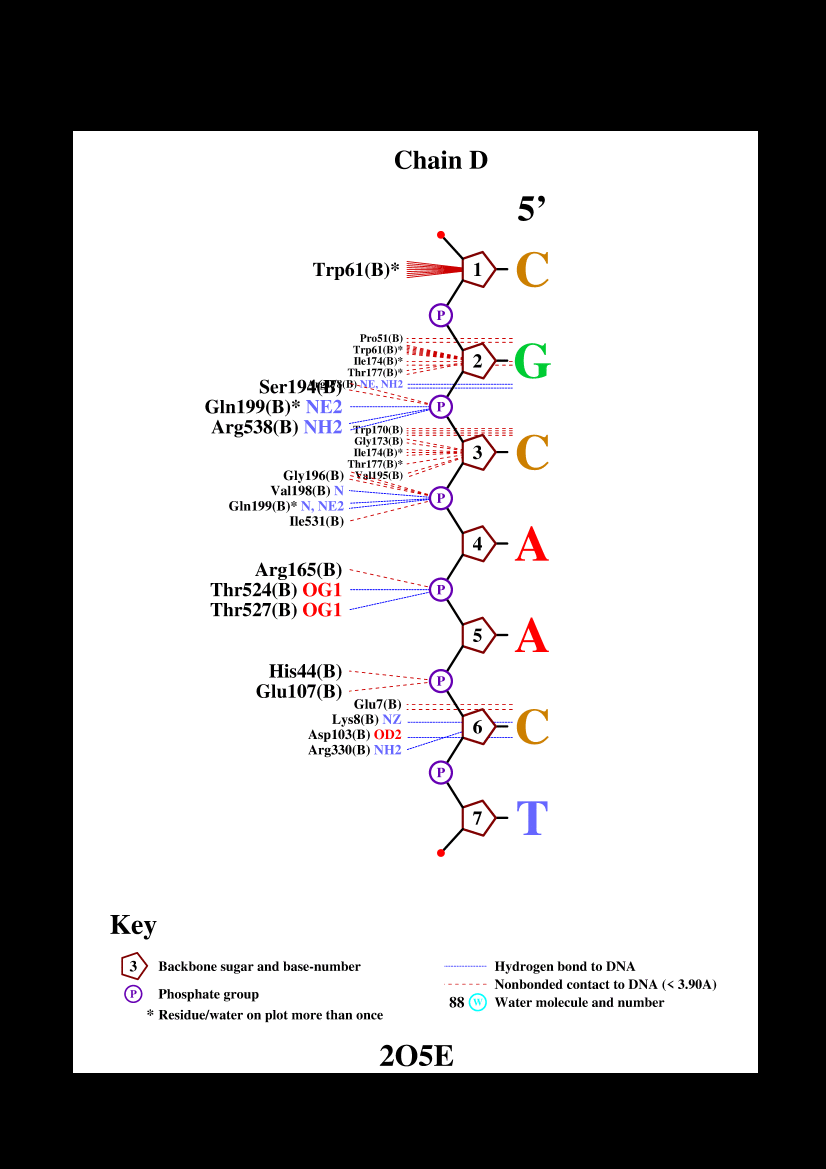 Chain D
5’
Trp61(B)*
1 C
P
Pro51(B)
Trp61(B)*
Ile174(B)*
Thr177(B)*
2 G
NE, NH2
Ser194(B)
Gln199(B)* NE2
Arg538(B) NH2
P
Trp170(B)
Gly173(B)
Ile174(B)*
Thr177(B)*
Val195(B)
3 C
Gly196(B)
Val198(B) N
Gln199(B)* N, NE2
Ile531(B)
P
4 A
Arg165(B)
Thr524(B) OG1
Thr527(B) OG1
P
5 A
His44(B)
Glu107(B)
P
Glu7(B)
Lys8(B) NZ
Asp103(B) OD2
Arg330(B) NH2
6 C
P
7 T
Key
3 Backbone sugar and base-number
P Phosphate group
* Residue/water on plot more than once
Hydrogen bond to DNA
Nonbonded contact to DNA (< 3.90A)
88 W Water molecule and number
2O5E